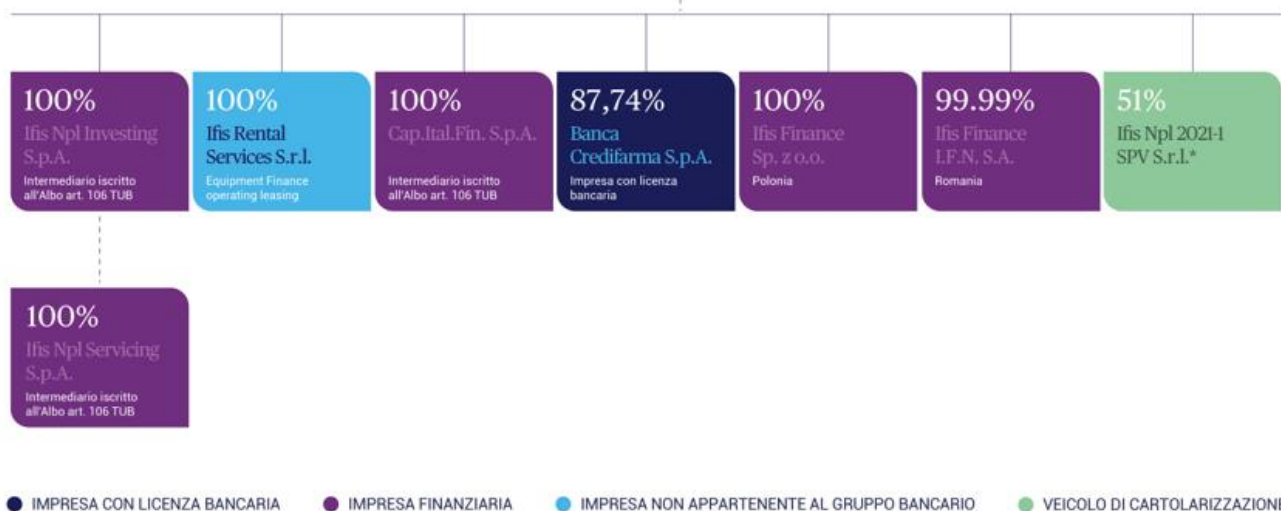 100%
Ifis Npl Investing
S.p.A.
Intermediario iscritto
all'Albo art. 106 TUB
100%
Ifis Rental
Services S.r.l.
Equipment Finance
operating leasing
100%
Cap.Ital.Fin. S.p.A.
Intermediario iscritto
all'Albo art. 106 TUB
87,74%
Banca
Credifarma S.p.A.
Impresa con licenza
bancaria
100%
Ifis Finance
Sp. z o.o.
Polonia
99.99%
Ifis Finance
I.F.N. S.A.
Romania
51%
Ifis Npl 2021-1
SPV S.r.l.*
100%
Ifis Npl Servicing
S.p.A.
Intermediario iscritto
all'Albo art. 106 TUB
IMPRESA CON LICENZA BANCARIA
IMPRESA FINANZIARIA
IMPRESA NON APPARTENENTE AL GRUPPO BANCARIO
VEICOLO DI CARTOLARIZZAZIONE